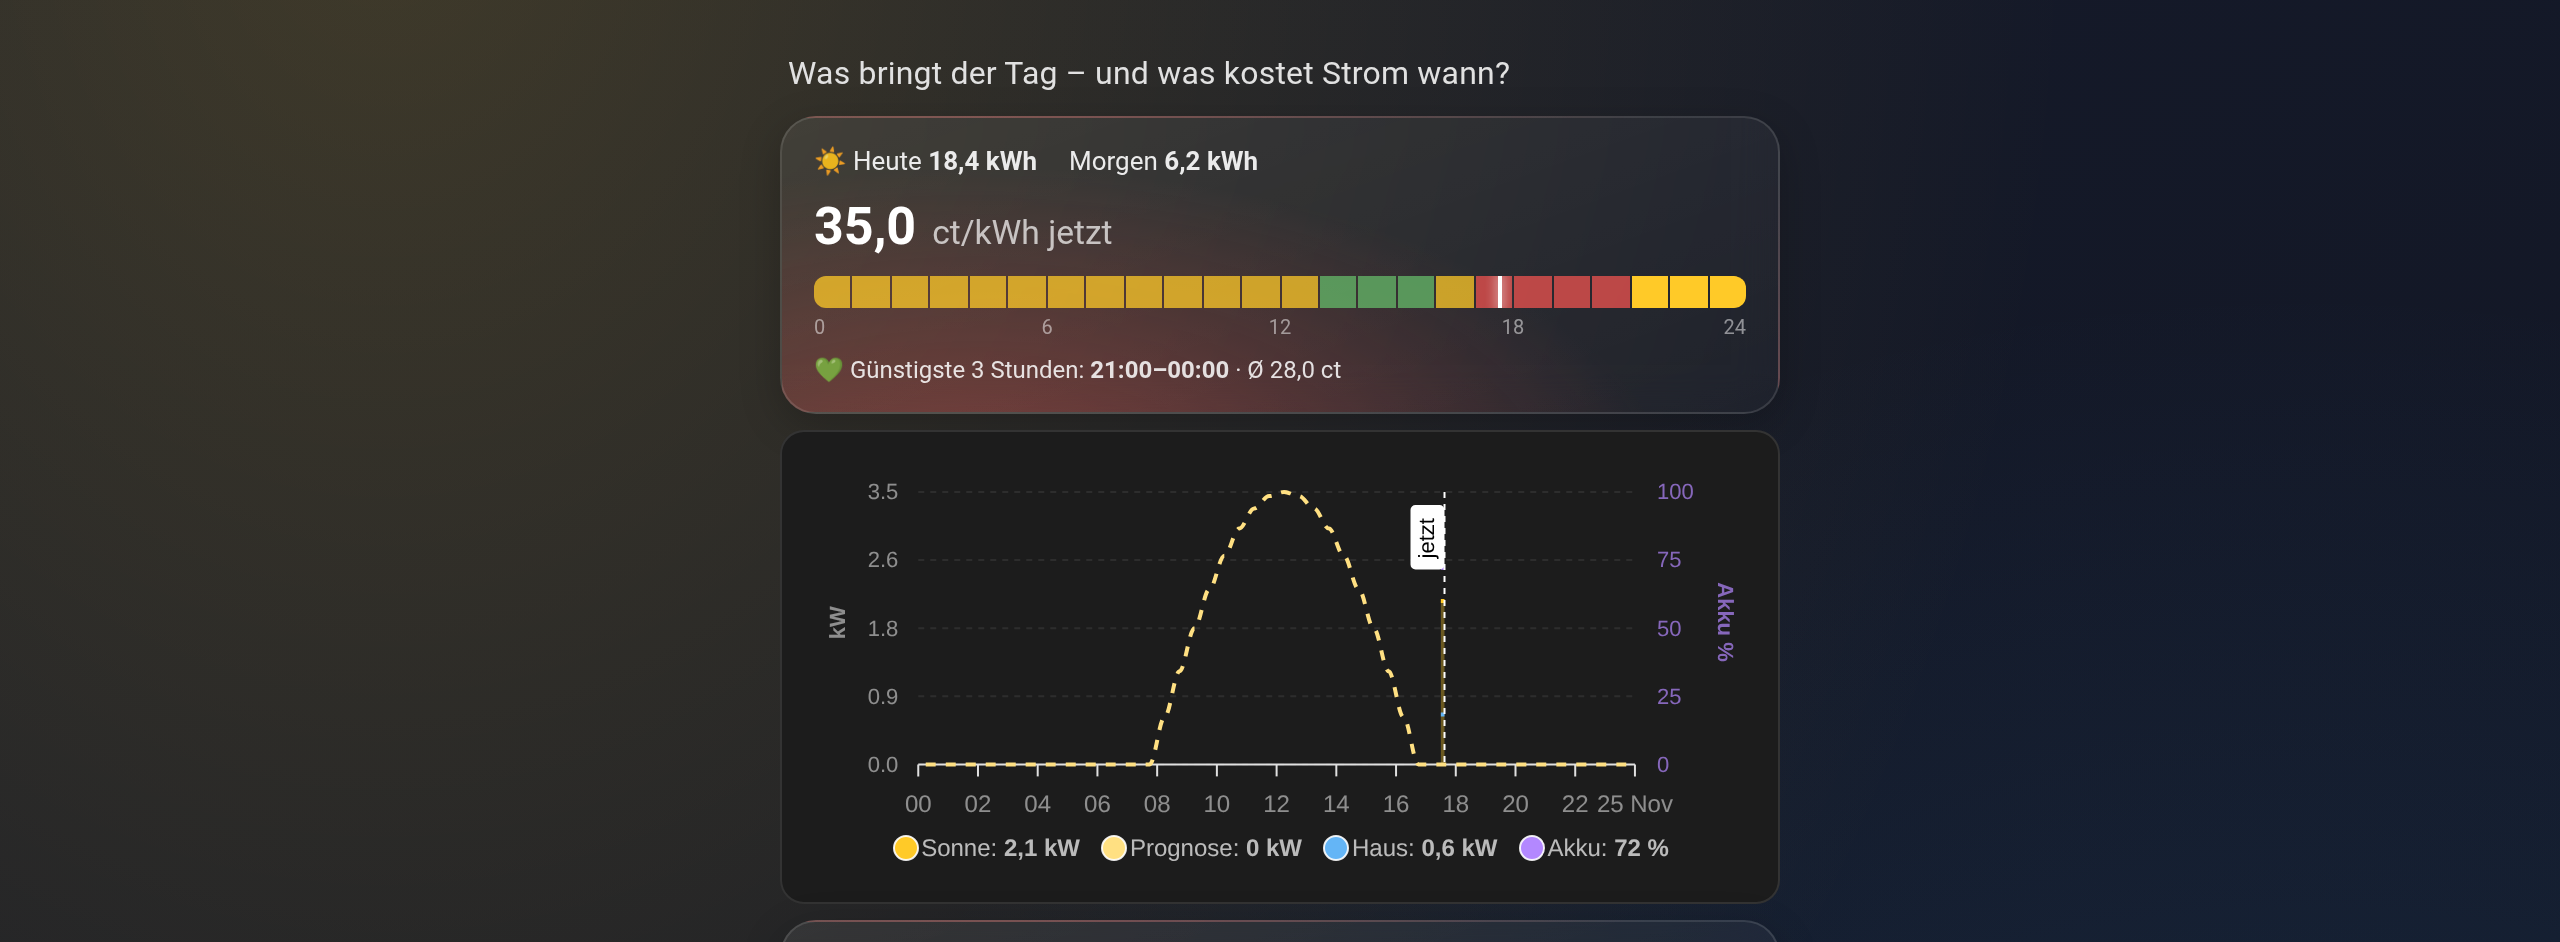 Was bringt der Tag – und was kostet Strom wann?
☀️ Heute 18,4 kWh Morgen 6,2 kWh
35,0 ct/kWh jetzt
0 6 12 18 24
💚 Günstigste 3 Stunden: 21:00–00:00 · Ø 28,0 ct
3.5 100
jetzt
2.6 75
kW Akku %
1.8 50
0.9 25
0.0 0
00 02 04 06 08 10 12 14 16 18 20 22 25 Nov
Sonne: 2,1 kW Prognose: 0 kW Haus: 0,6 kW Akku: 72 %